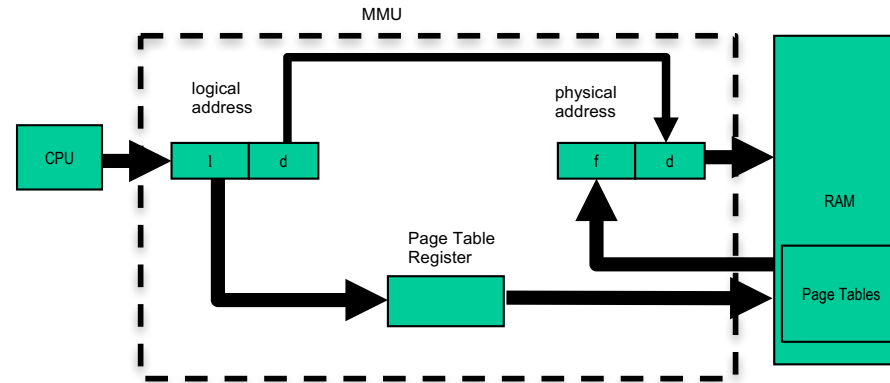 MMU
logical
address
physical
address
CPU
l
d
f
d
RAM
Page Table
Register
Page Tables